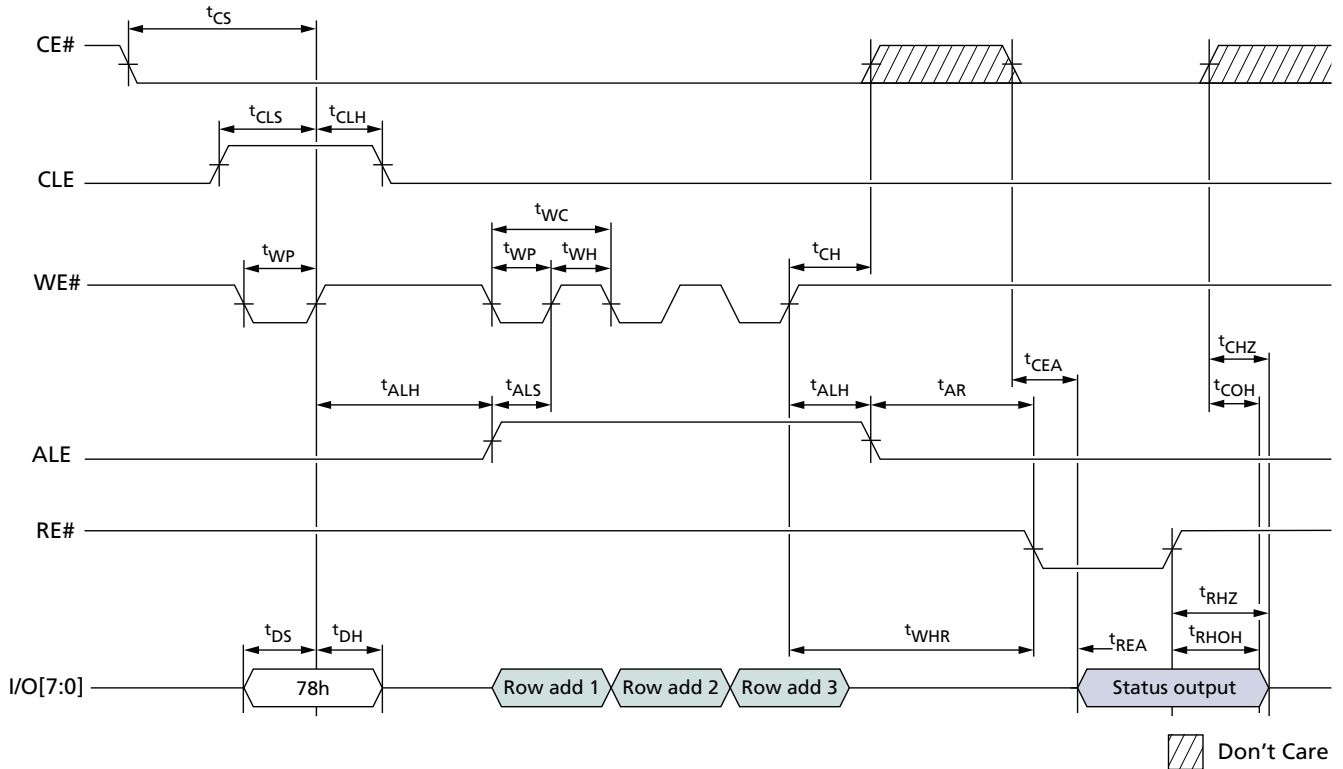 tCS
CE#
tCLS
tCLH
CLE
tWC
tWP
tWP
tWH
tCH
WE#
tCHZ
tCEA
tCOH
tALH
tALS
tALH
tAR
ALE
RE#
tRHZ
tDS
tDH
tWHR
tREA
tRHOH
I/O[7:0]
78h
Row add 1
Row add 2
Row add 3
Status output
Don't Care